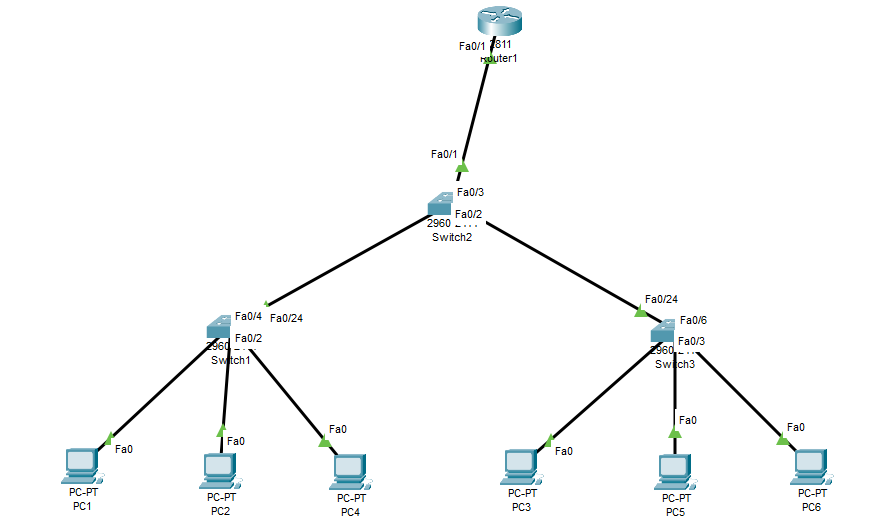 Fa0/1
Router1
Fa0/1
Fa0/3
Fa0/2
2960
Switch2
Fa0/4
Fa0/24
Fa0/2
2960
Switch1
Fa0/24
Fa0/6
Fa0/3
2960
Switch3
Fa0
Fa0
Fa0
Fa0
Fa0
Fa0
PC-PT
PC1
PC-PT
PC2
PC-PT
PC4
PC-PT
PC3
PC-PT
PC5
PC-PT
PC6